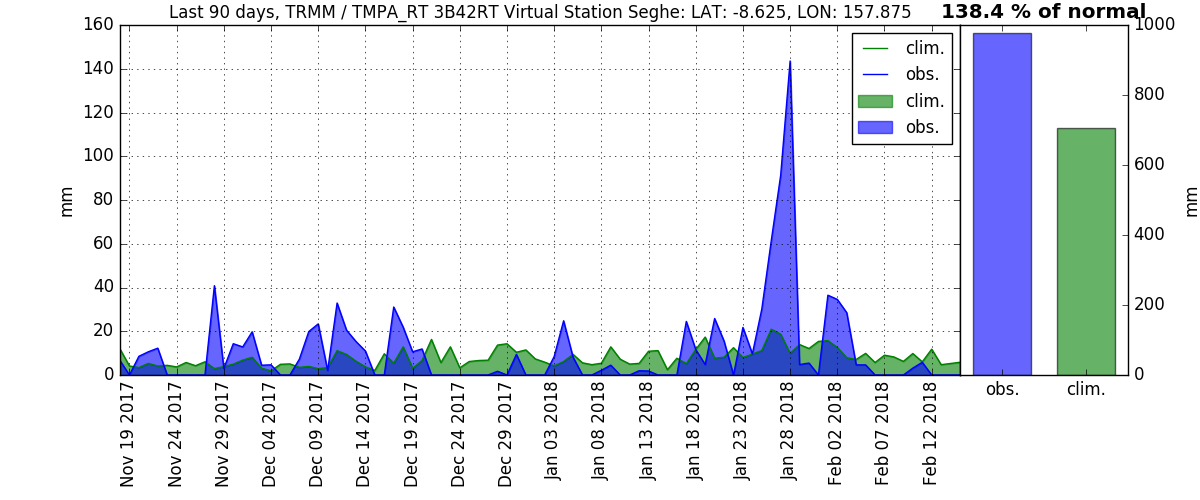 Last 90 days, TRMM / TMPA_RT 3B42RT Virtual Station Seghe: LAT: -8.625, LON: 157.875
138.4 % of normal
mm
160
140
120
100
80
60
40
20
0
clim.
obs.
clim.
obs.
1000
800
600
400
200
0
mm
Nov 19 2017
Nov 24 2017
Nov 29 2017
Dec 04 2017
Dec 09 2017
Dec 14 2017
Dec 19 2017
Dec 24 2017
Dec 29 2017
Jan 03 2018
Jan 08 2018
Jan 13 2018
Jan 18 2018
Jan 23 2018
Jan 28 2018
Feb 02 2018
Feb 07 2018
Feb 12 2018
obs.
clim.